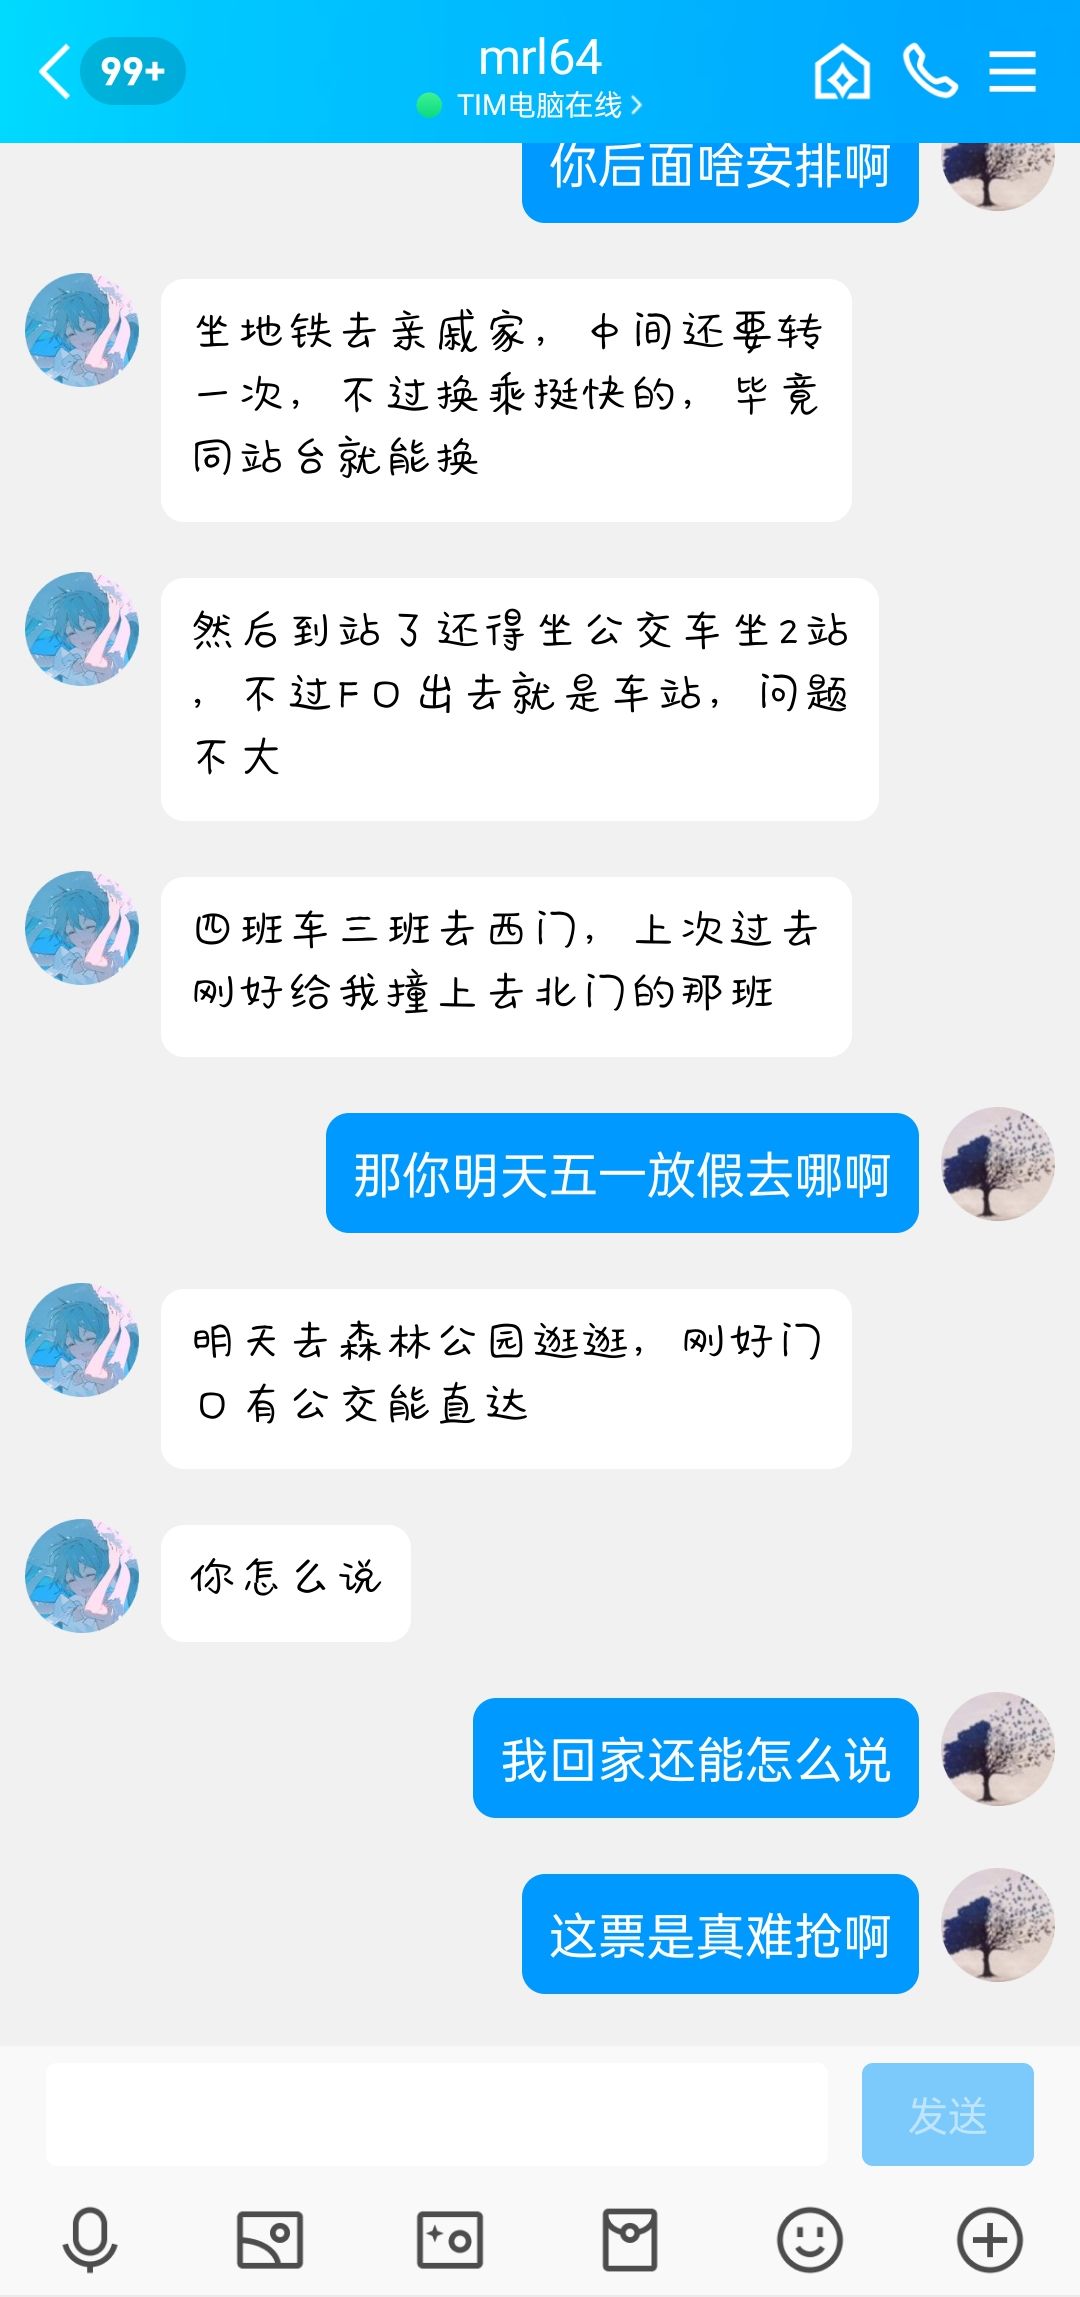 99+
mrl64
TIM电脑在线
你后面啥安排啊
坐地铁去亲戚家，中间还要转
一次，不过换乘挺快的，毕竟
同站台就能换
然后到站了还得坐公交车坐2站
，不过F口出去就是车站，问题
不大
四班车三班去西门，上次过去
刚好给我撞上去北门的那班
那你明天五一放假去哪啊
明天去森林公园逛逛，刚好门
口有公交能直达
你怎么说
我回家还能怎么说
这票是真难抢啊
发送